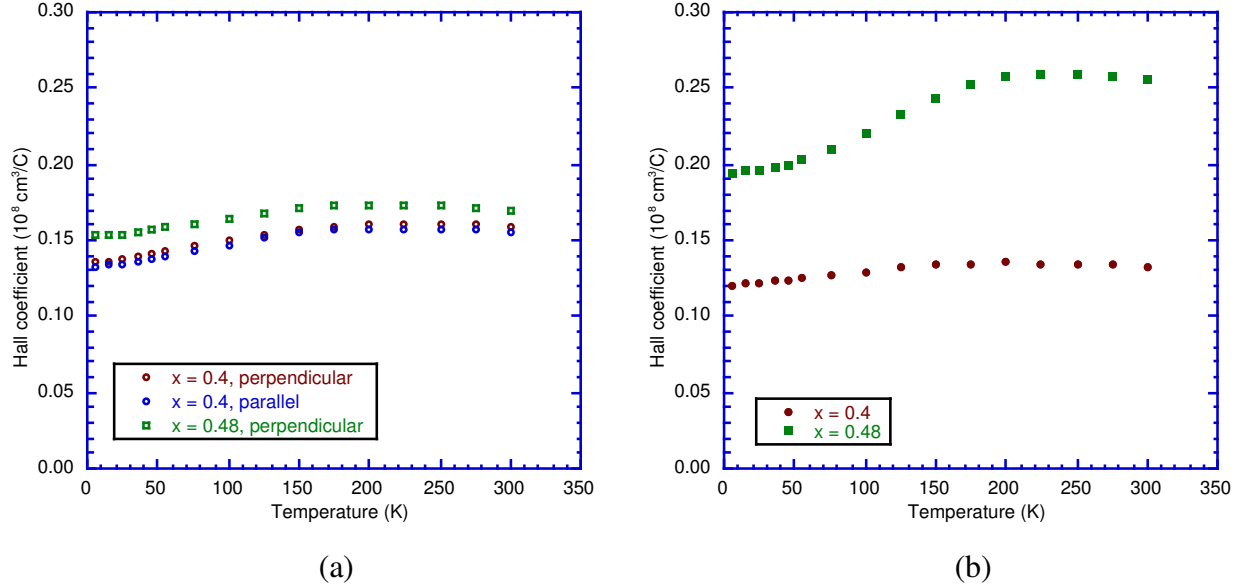 0.30
0.25
0.20
0.15
0.10
0.05
0.00
Hall coefficient (10⁸ cm³/C)
x = 0.4, perpendicular
x = 0.4, parallel
x = 0.48, perpendicular
0 50 100 150 200 250 300 350
Temperature (K)
(a)
0.30
0.25
0.20
0.15
0.10
0.05
0.00
Hall coefficient (10⁸ cm³/C)
x = 0.4
x = 0.48
0 50 100 150 200 250 300 350
Temperature (K)
(b)